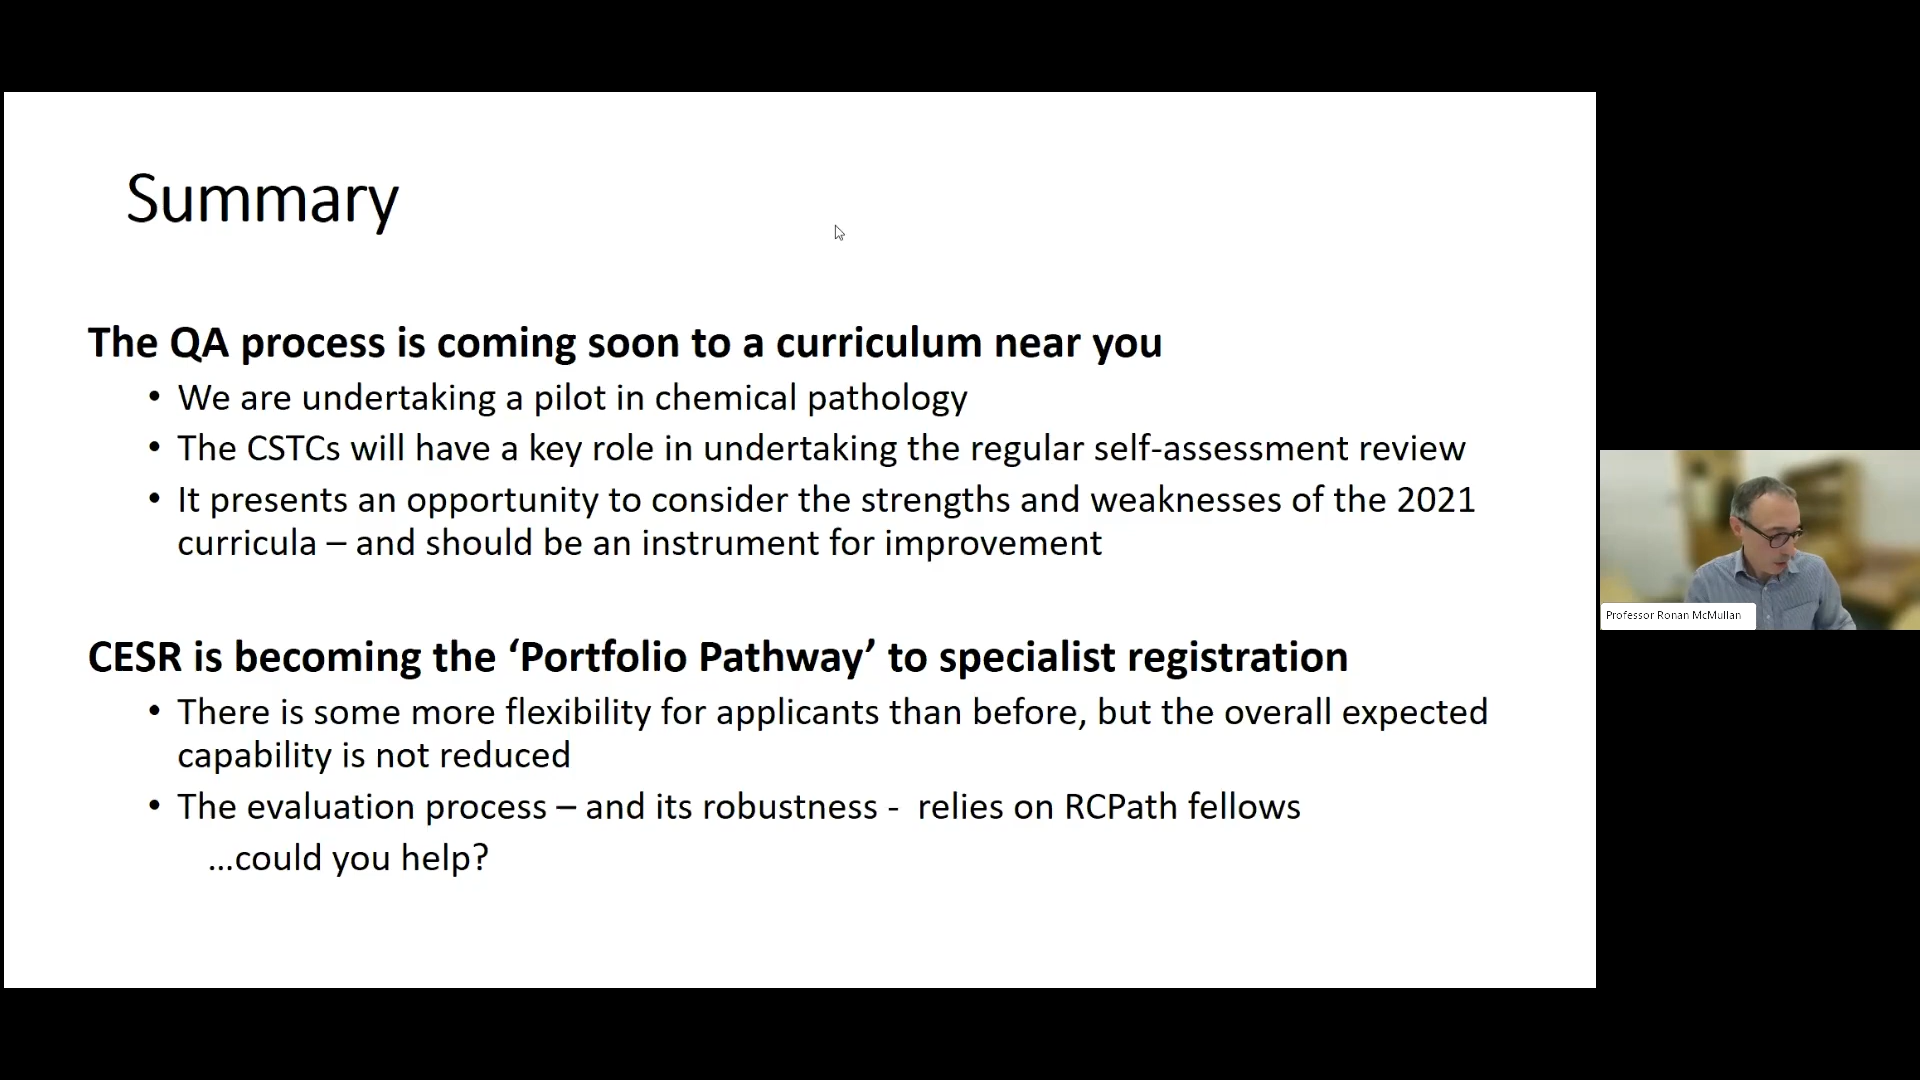 Summary
The QA process is coming soon to a curriculum near you
• We are undertaking a pilot in chemical pathology
• The CSTCs will have a key role in undertaking the regular self-assessment review
• It presents an opportunity to consider the strengths and weaknesses of the 2021
curricula – and should be an instrument for improvement
CESR is becoming the ‘Portfolio Pathway’ to specialist registration
• There is some more flexibility for applicants than before, but the overall expected
capability is not reduced
• The evaluation process – and its robustness -  relies on RCPath fellows
...could you help?
Professor Ronan McMullan